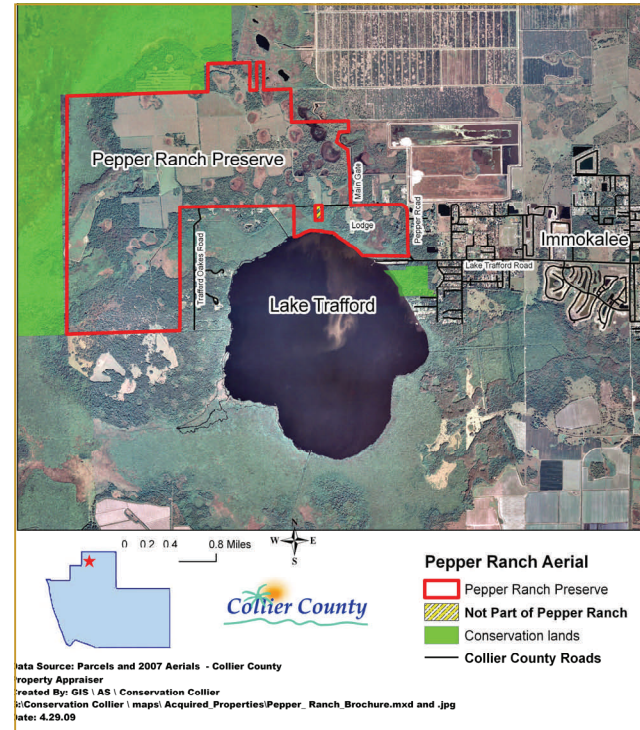 Pepper Ranch Preserve
Main Gate
Pepper Road
Lodge
Immokalee
Trafford Oakes Road
Lake Trafford Road
Lake Trafford
0 0.2 0.4 0.8 Miles
N
W E
S
Collier County
Pepper Ranch Aerial
Pepper Ranch Preserve
Not Part of Pepper Ranch
Conservation lands
Collier County Roads
Data Source: Parcels and 2007 Aerials - Collier County
Property Appraiser
Created By: GIS \ AS \ Conservation Collier
G:\Conservation Collier \ maps\ Acquired_Properties\Pepper_ Ranch_Brochure.mxd and .jpg
Date: 4.29.09